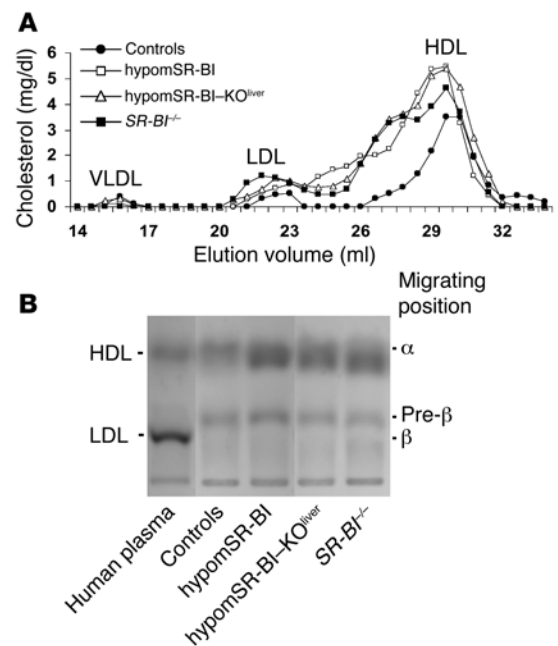 A
Cholesterol (mg/dl)
6
5
4
3
2
1
0
Controls
hypomSR-BI
hypomSR-BI–KOliver
SR-BI–/–
VLDL
LDL
HDL
14 17 20 23 26 29 32
Elution volume (ml)
B
Migrating
position
HDL
LDL
α
Pre-β
β
Human plasma
Controls
hypomSR-BI
hypomSR-BI–KOliver
SR-BI–/–